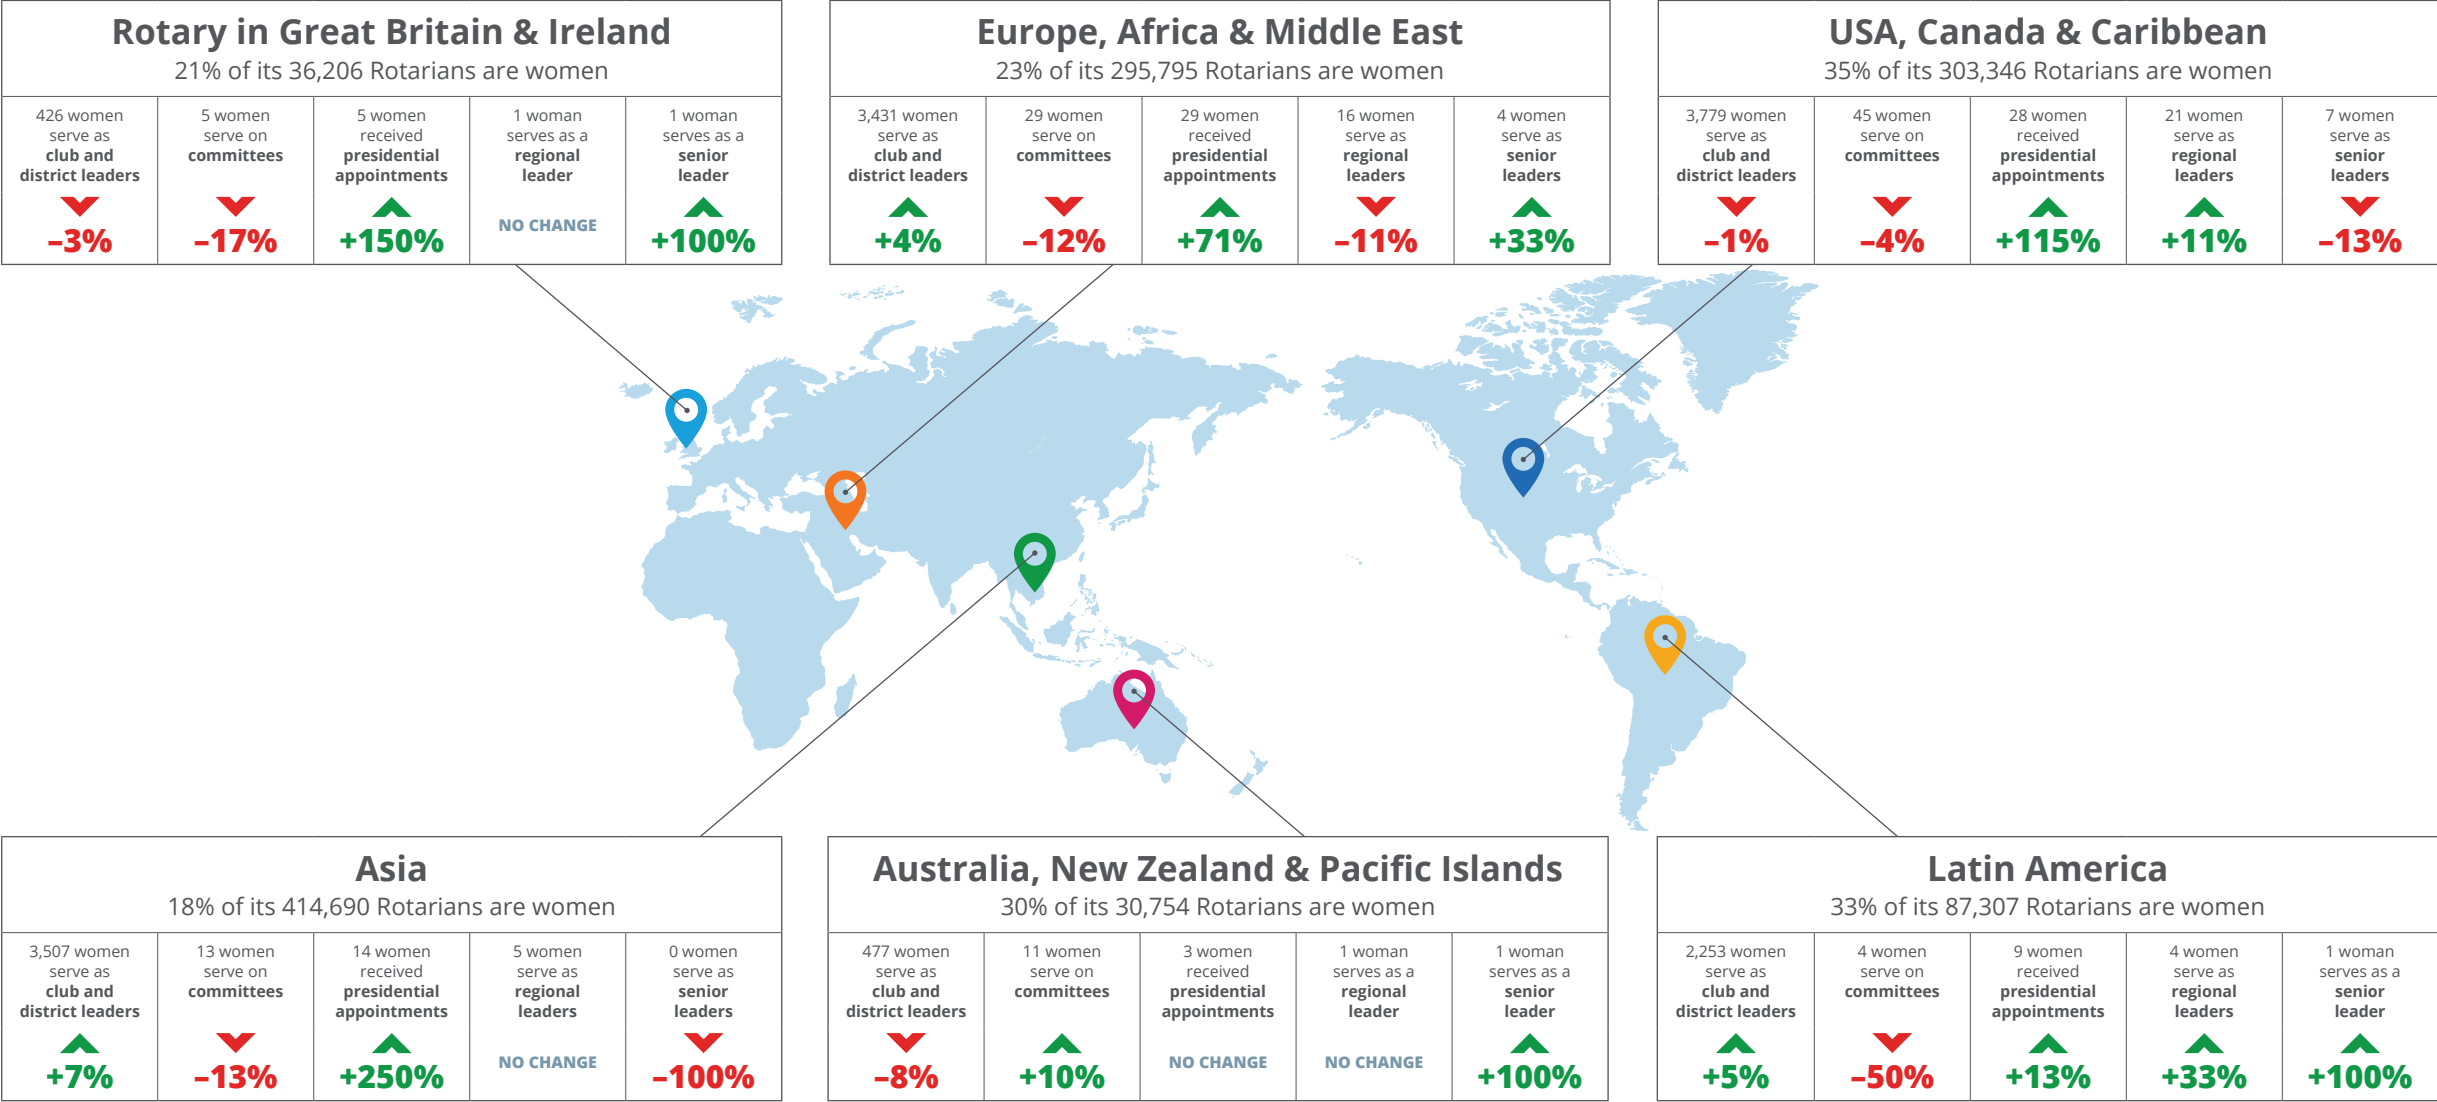 Rotary in Great Britain & Ireland
21% of its 36,206 Rotarians are women
426 women
serve as
club and
district leaders
–3%
5 women
serve on
committees
–17%
5 women
received
presidential
appointments
+150%
1 woman
serves as a
regional
leader
NO CHANGE
1 woman
serves as a
senior
leader
+100%
Europe, Africa & Middle East
23% of its 295,795 Rotarians are women
3,431 women
serve as
club and
district leaders
+4%
29 women
serve on
committees
–12%
29 women
received
presidential
appointments
+71%
16 women
serve as
regional
leaders
–11%
4 women
serve as
senior
leaders
+33%
USA, Canada & Caribbean
35% of its 303,346 Rotarians are women
3,779 women
serve as
club and
district leaders
–1%
45 women
serve on
committees
–4%
28 women
received
presidential
appointments
+115%
21 women
serve as
regional
leaders
+11%
7 women
serve as
senior
leaders
–13%
Asia
18% of its 414,690 Rotarians are women
3,507 women
serve as
club and
district leaders
+7%
13 women
serve on
committees
–13%
14 women
received
presidential
appointments
+250%
5 women
serve as
regional
leaders
NO CHANGE
0 women
serve as
senior
leaders
–100%
Australia, New Zealand & Pacific Islands
30% of its 30,754 Rotarians are women
477 women
serve as
club and
district leaders
–8%
11 women
serve on
committees
+10%
3 women
received
presidential
appointments
NO CHANGE
1 woman
serves as a
regional
leader
NO CHANGE
1 woman
serves as a
senior
leader
+100%
Latin America
33% of its 87,307 Rotarians are women
2,253 women
serve as
club and
district leaders
+5%
4 women
serve on
committees
–50%
9 women
received
presidential
appointments
+13%
4 women
serve as
regional
leaders
+33%
1 woman
serves as a
senior
leader
+100%